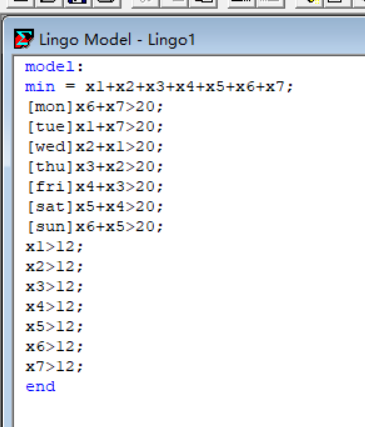 Lingo Model - Lingo1
model:
min = x1+x2+x3+x4+x5+x6+x7;
[mon]x6+x7>20;
[tue]x1+x7>20;
[wed]x2+x1>20;
[thu]x3+x2>20;
[fri]x4+x3>20;
[sat]x5+x4>20;
[sun]x6+x5>20;
x1>12;
x2>12;
x3>12;
x4>12;
x5>12;
x6>12;
x7>12;
end